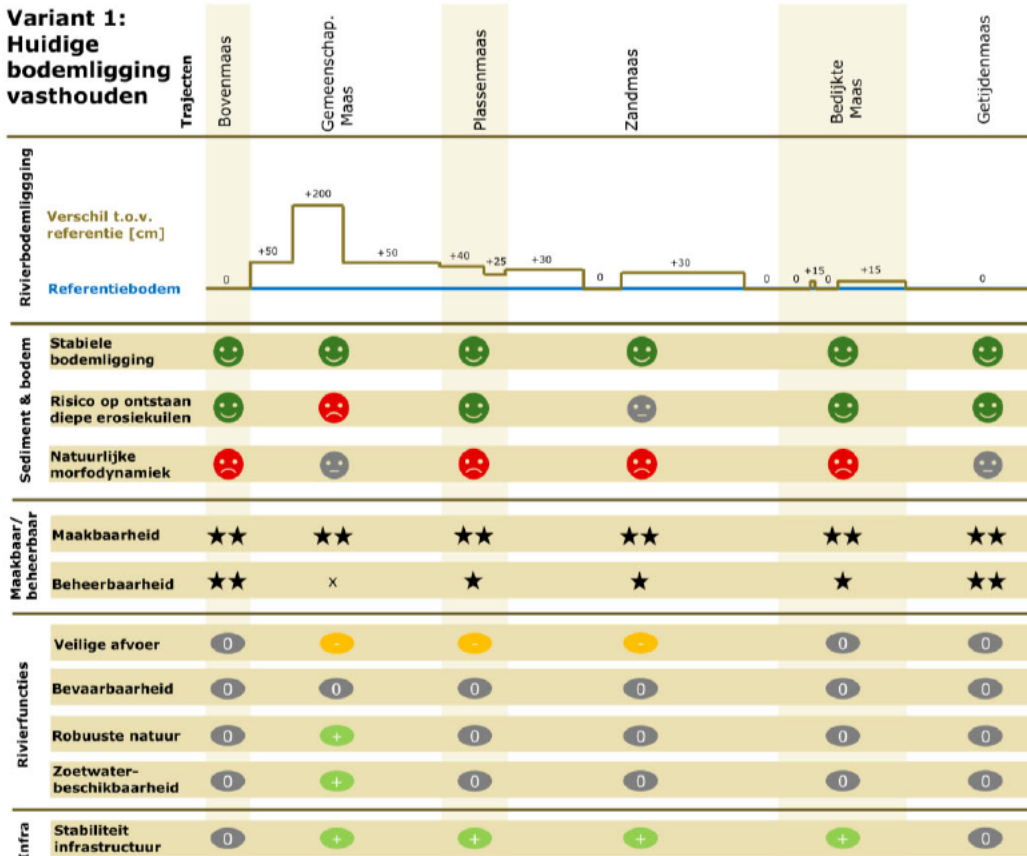 Variant 1:
Huidige
bodemligging
vasthouden
Trajecten
Bovenmaas
Gemeenschap.
Maas
Plassenmaas
Zandmaas
Bedijkte
Maas
Getijdenmaas
Rivierbodemligggging
Verschil t.o.v.
referentie [cm]
Referentiebodem
0
+50
+200
+50
+40
+25
+30
0
+30
0
0
+15
0
+15
0
Sediment & bodem
Stabiele
bodemligging
Risico op ontstaan
diepe erosiekuilen
Natuurlijke
morfodynamiek
Maakbaar/
beheerbaar
Maakbaarheid
★★ ★★ ★★ ★★ ★★ ★★
Beheerbaarheid
★★ x ★ ★ ★ ★★
Rivierfuncties
Veilige afvoer
0 - - - 0 0
Bevaarbaarheid
0 0 0 0 0 0
Robuuste natuur
0 + 0 0 0 0
Zoetwater-
beschikbaarheid
0 + 0 0 0 0
Infra
Stabiliteit
infrastructuur
0 + + + + 0